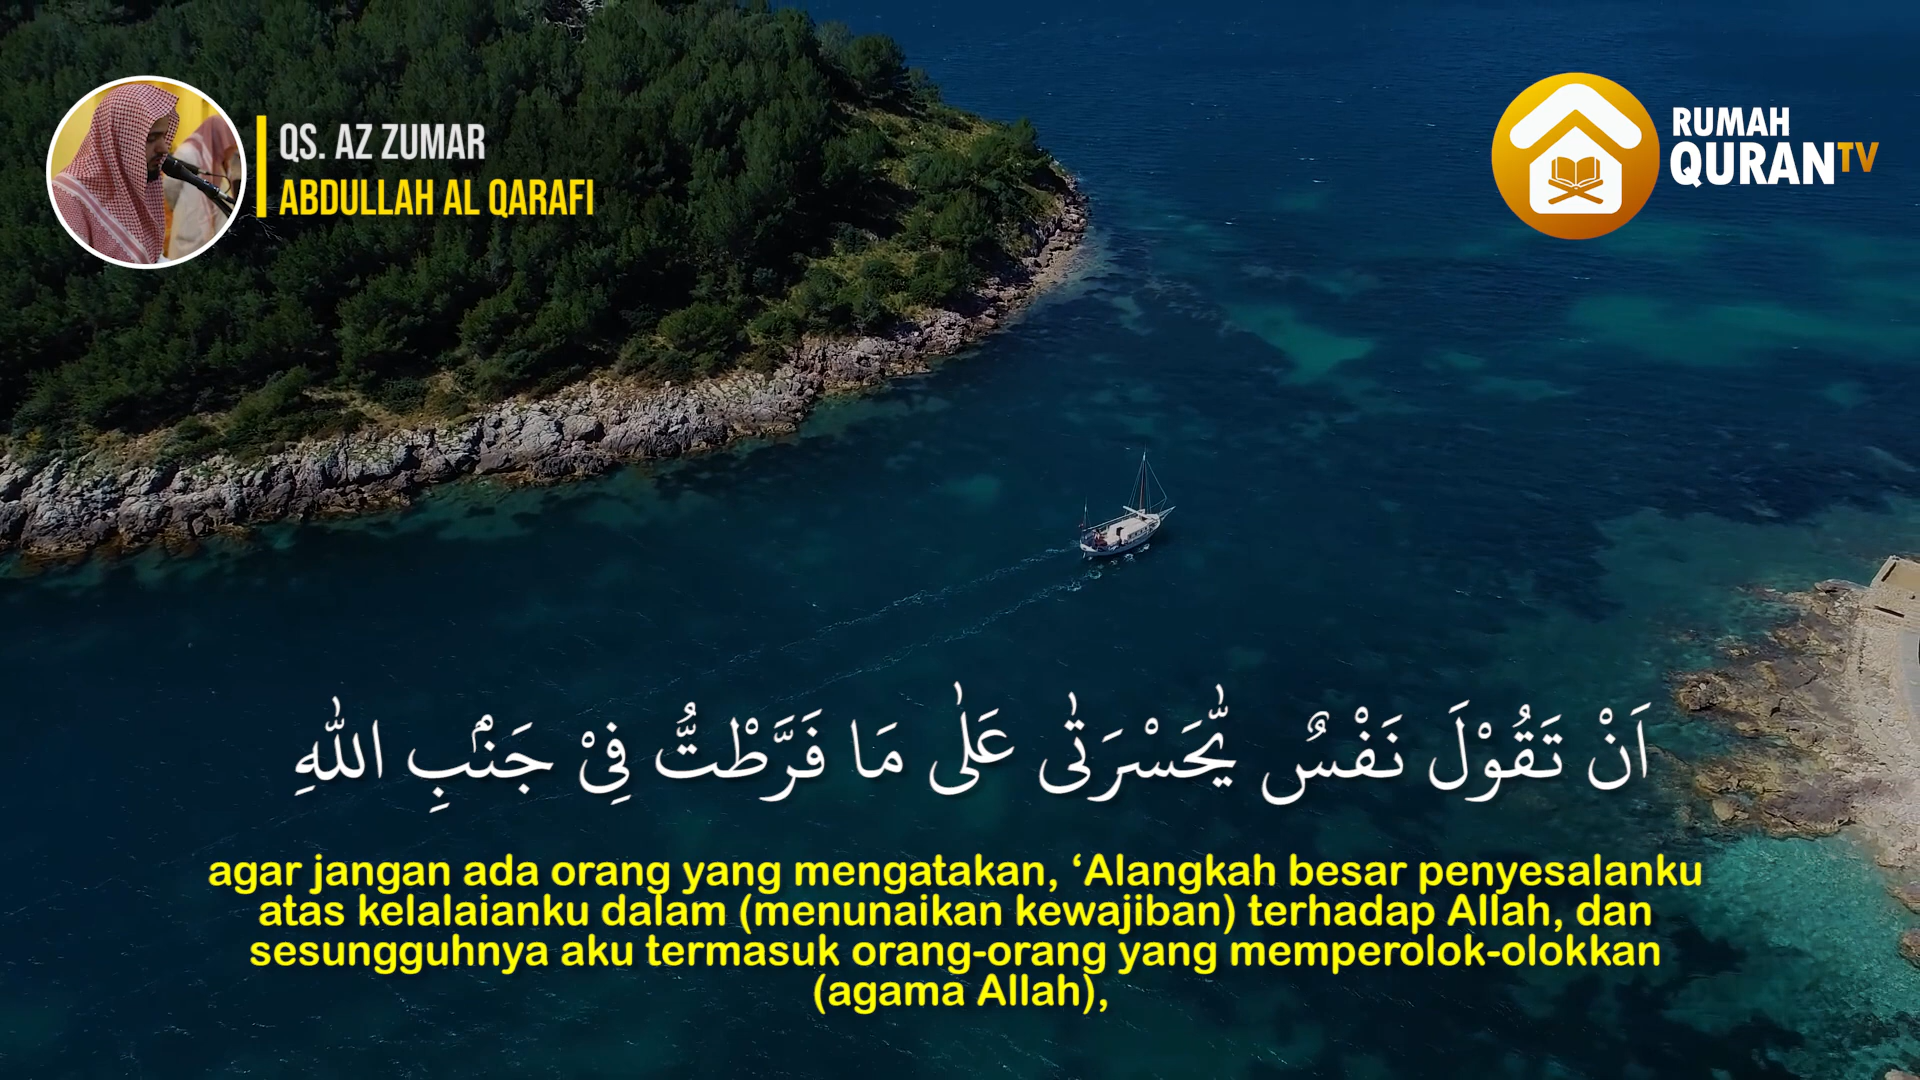 QS. AZ ZUMAR
ABDULLAH AL QARAFI
RUMAH
QURANTV
اَنْ تَقُوْلَ نَفْسٌ يّٰحَسْرَتٰى عَلٰى مَا فَرَّطْتُّ فِيْ جَنْۢبِ اللّٰهِ
agar jangan ada orang yang mengatakan, ‘Alangkah besar penyesalanku
atas kelalaianku dalam (menunaikan kewajiban) terhadap Allah, dan
sesungguhnya aku termasuk orang-orang yang memperolok-olokkan
(agama Allah),